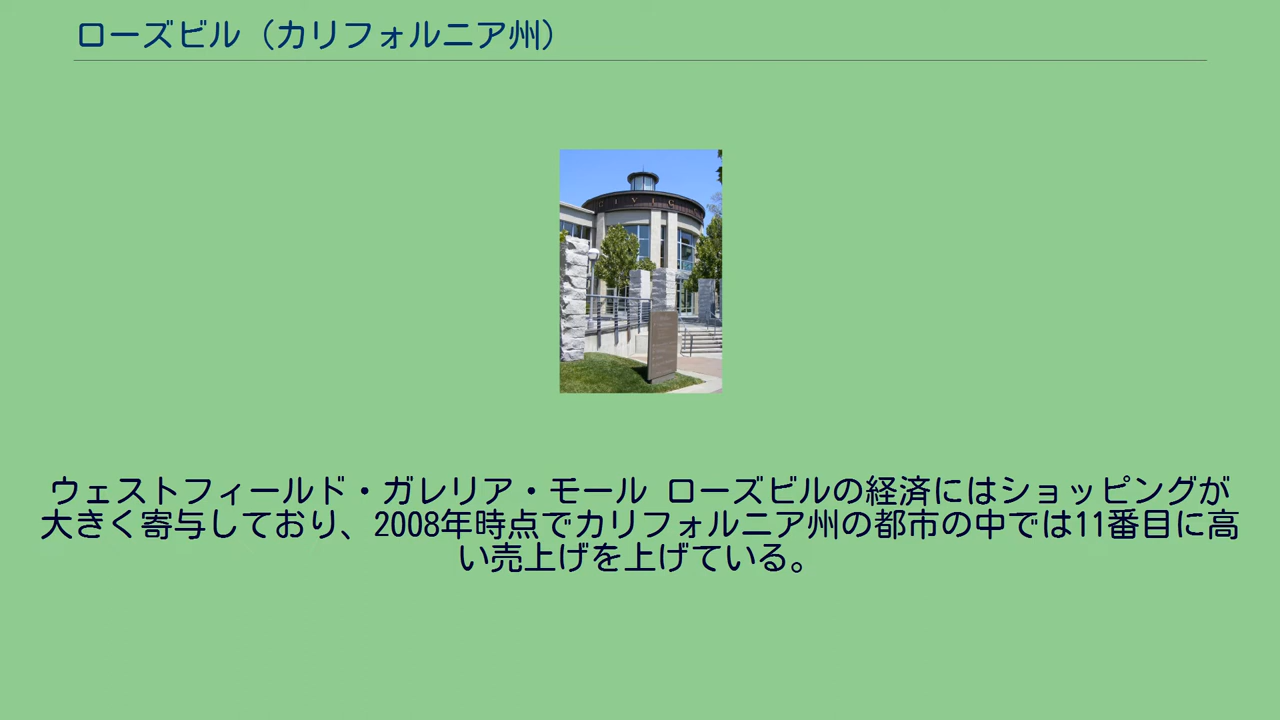 ローズビル（カリフォルニア州）
CIVIC
ウェストフィールド・ガレリア・モール ローズビルの経済にはショッピングが
大きく寄与しており、2008年時点でカリフォルニア州の都市の中では11番目に高
い売上げを上げている。